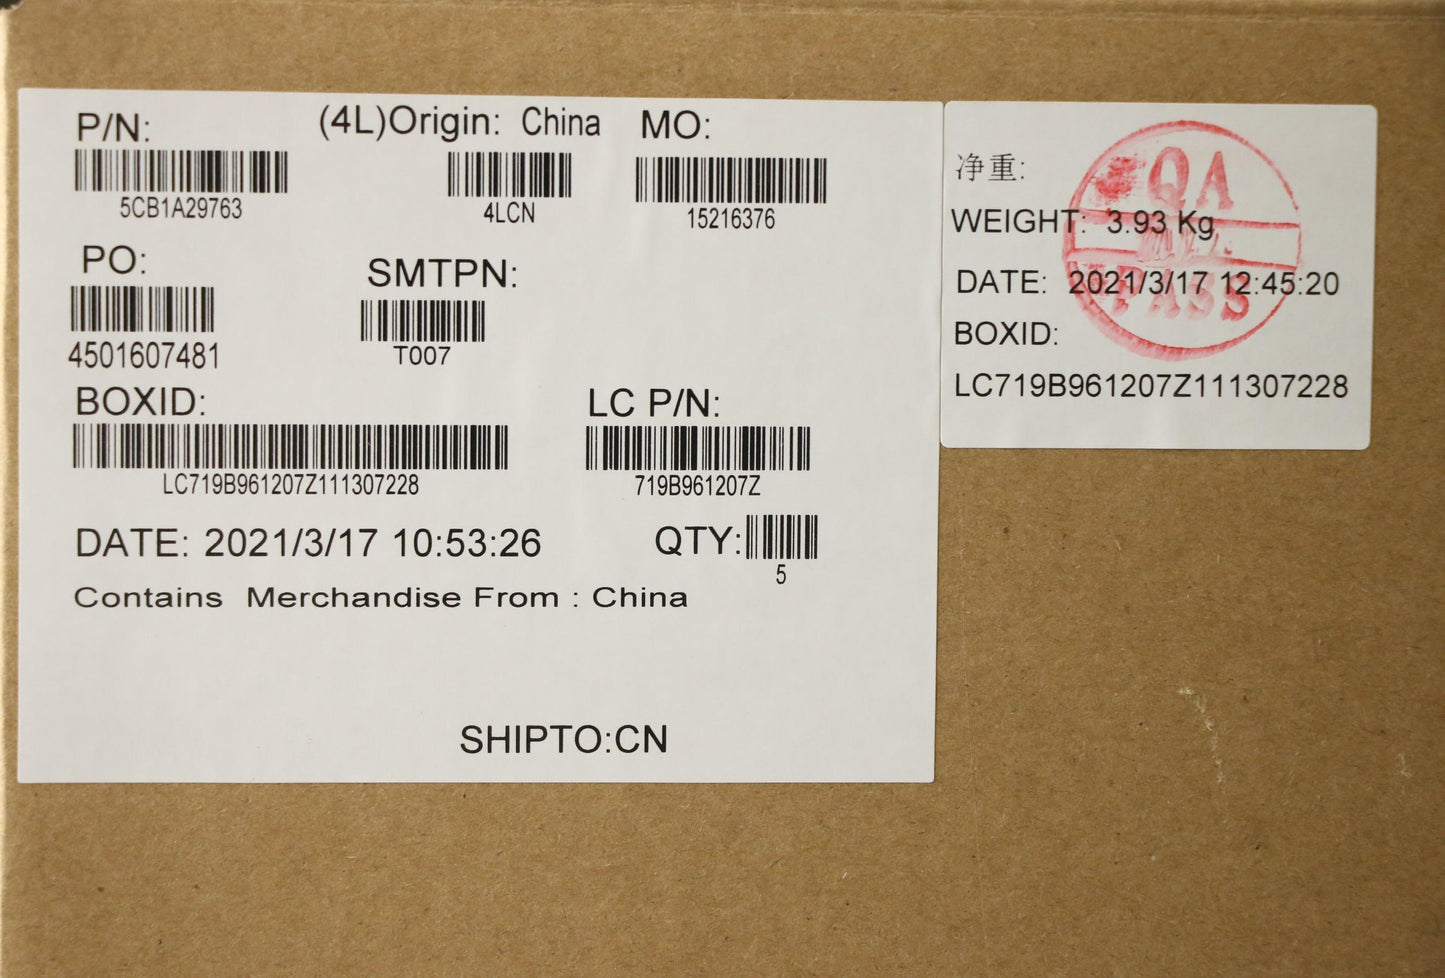 P/N: (4L)Origin: China MO:
5CB1A29763 4LCN 15216376
PO: SMTPN:
4501607481 T007
BOXID: LC P/N:
LC719B961207Z111307228 719B961207Z
DATE: 2021/3/17 10:53:26 QTY:
5
Contains Merchandise From : China
SHIPTO:CN
净重:
WEIGHT: 3.93 Kg
DATE: 2021/3/17 12:45:20
BOXID:
LC719B961207Z111307228
QA
PASS